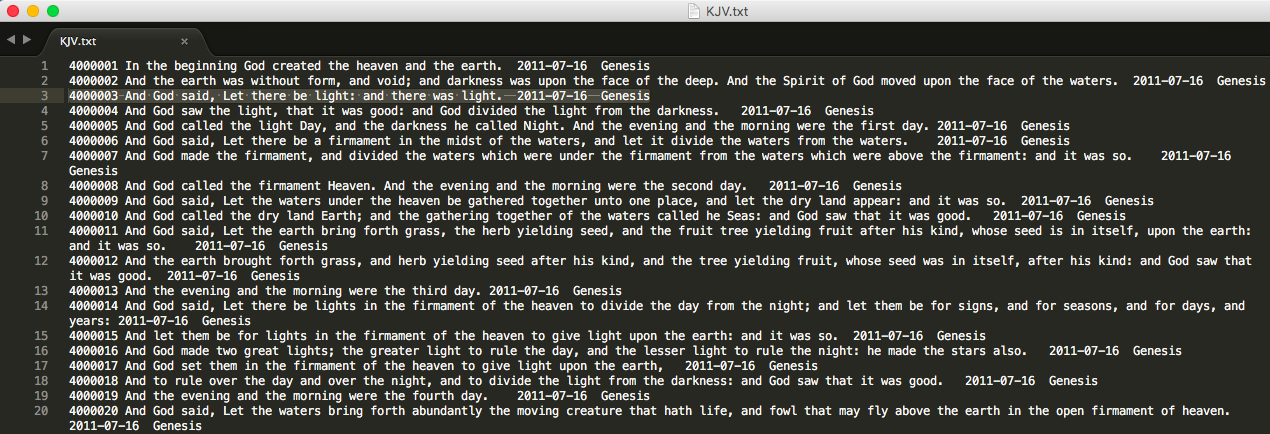 KJV.txt
KJV.txt ×
1 4000001 In the beginning God created the heaven and the earth. 2011-07-16 Genesis
2 4000002 And the earth was without form, and void; and darkness was upon the face of the deep. And the Spirit of God moved upon the face of the waters. 2011-07-16 Genesis
3 4000003 And God said, Let there be light: and there was light. 2011-07-16 Genesis
4 4000004 And God saw the light, that it was good: and God divided the light from the darkness. 2011-07-16 Genesis
5 4000005 And God called the light Day, and the darkness he called Night. And the evening and the morning were the first day. 2011-07-16 Genesis
6 4000006 And God said, Let there be a firmament in the midst of the waters, and let it divide the waters from the waters. 2011-07-16 Genesis
7 4000007 And God made the firmament, and divided the waters which were under the firmament from the waters which were above the firmament: and it was so. 2011-07-16
Genesis
8 4000008 And God called the firmament Heaven. And the evening and the morning were the second day. 2011-07-16 Genesis
9 4000009 And God said, Let the waters under the heaven be gathered together unto one place, and let the dry land appear: and it was so. 2011-07-16 Genesis
10 4000010 And God called the dry land Earth; and the gathering together of the waters called he Seas: and God saw that it was good. 2011-07-16 Genesis
11 4000011 And God said, Let the earth bring forth grass, the herb yielding seed, and the fruit tree yielding fruit after his kind, whose seed is in itself, upon the earth:
and it was so. 2011-07-16 Genesis
12 4000012 And the earth brought forth grass, and herb yielding seed after his kind, and the tree yielding fruit, whose seed was in itself, after his kind: and God saw that
it was good. 2011-07-16 Genesis
13 4000013 And the evening and the morning were the third day. 2011-07-16 Genesis
14 4000014 And God said, Let there be lights in the firmament of the heaven to divide the day from the night; and let them be for signs, and for seasons, and for days, and
years: 2011-07-16 Genesis
15 4000015 And let them be for lights in the firmament of the heaven to give light upon the earth: and it was so. 2011-07-16 Genesis
16 4000016 And God made two great lights; the greater light to rule the day, and the lesser light to rule the night: he made the stars also. 2011-07-16 Genesis
17 4000017 And God set them in the firmament of the heaven to give light upon the earth, 2011-07-16 Genesis
18 4000018 And to rule over the day and over the night, and to divide the light from the darkness: and God saw that it was good. 2011-07-16 Genesis
19 4000019 And the evening and the morning were the fourth day. 2011-07-16 Genesis
20 4000020 And God said, Let the waters bring forth abundantly the moving creature that hath life, and fowl that may fly above the earth in the open firmament of heaven.
2011-07-16 Genesis